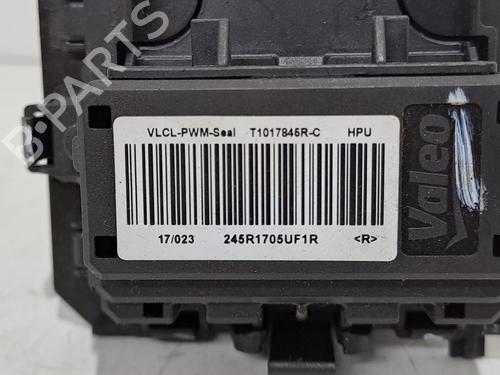 B-PARTS
VLCL-PWM-Seal T1017845R-C HPU
17/023 245R1705UF1R <R>
Valeo